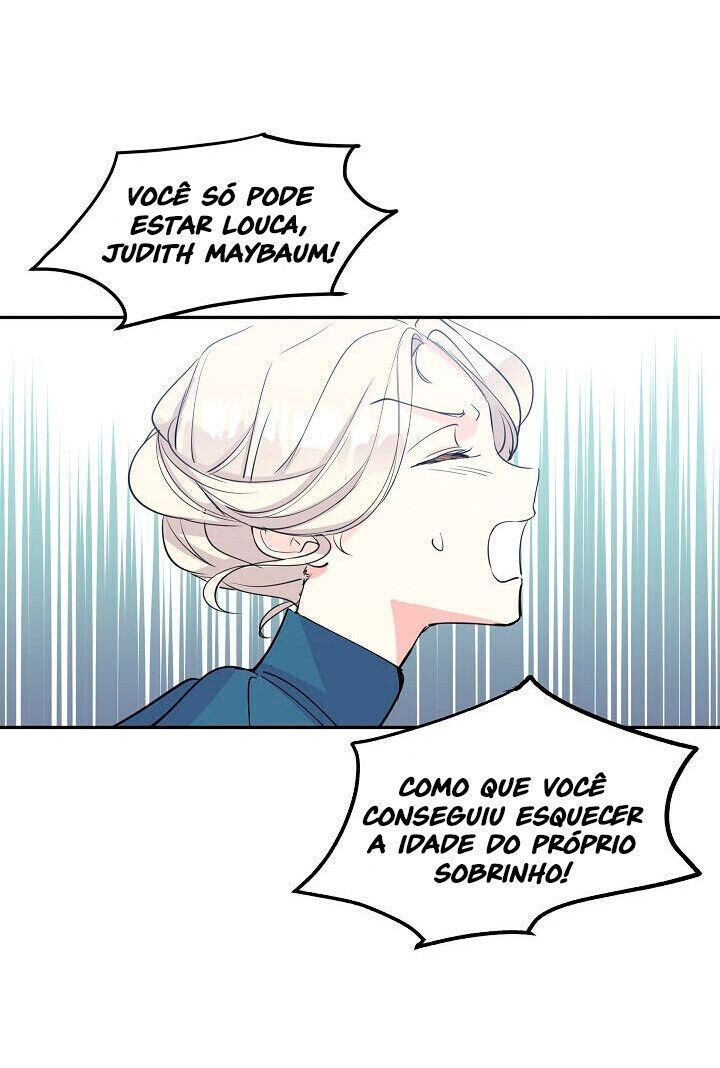 VOCÊ SÓ PODE
ESTAR LOUCA,
JUDITH MAYBAUM!
COMO QUE VOCÊ
CONSEGUIU ESQUECER
A IDADE DO PRÓPRIO
SOBRINHO!